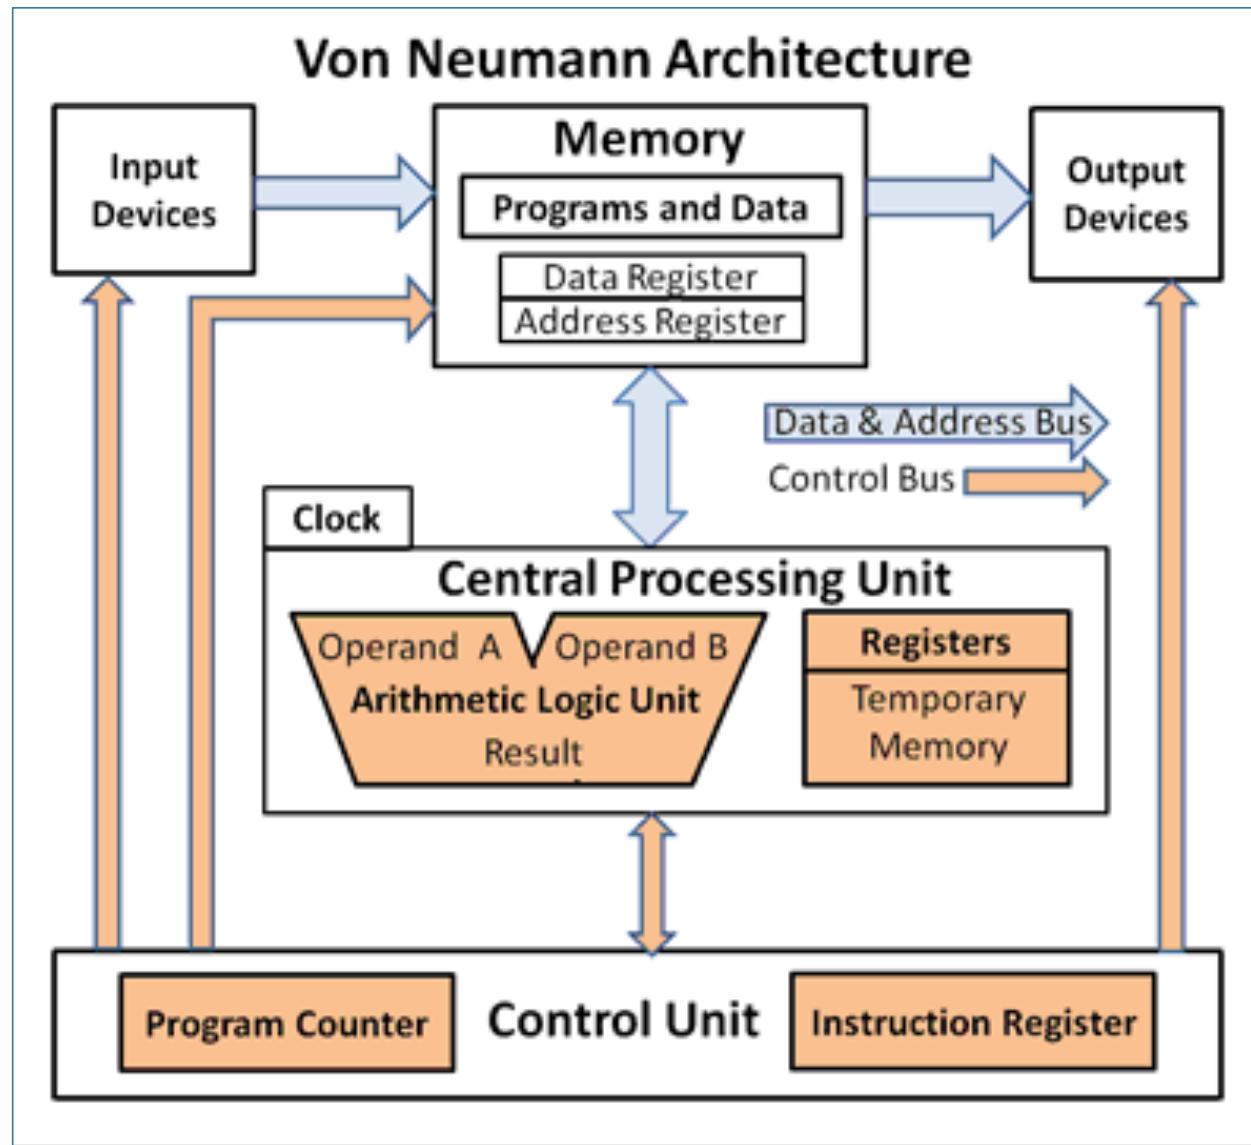 Von Neumann Architecture
Input
Devices
Memory
Programs and Data
Data Register
Address Register
Output
Devices
Data & Address Bus
Control Bus
Clock
Central Processing Unit
Operand A
Operand B
Arithmetic Logic Unit
Result
Registers
Temporary
Memory
Program Counter
Control Unit
Instruction Register